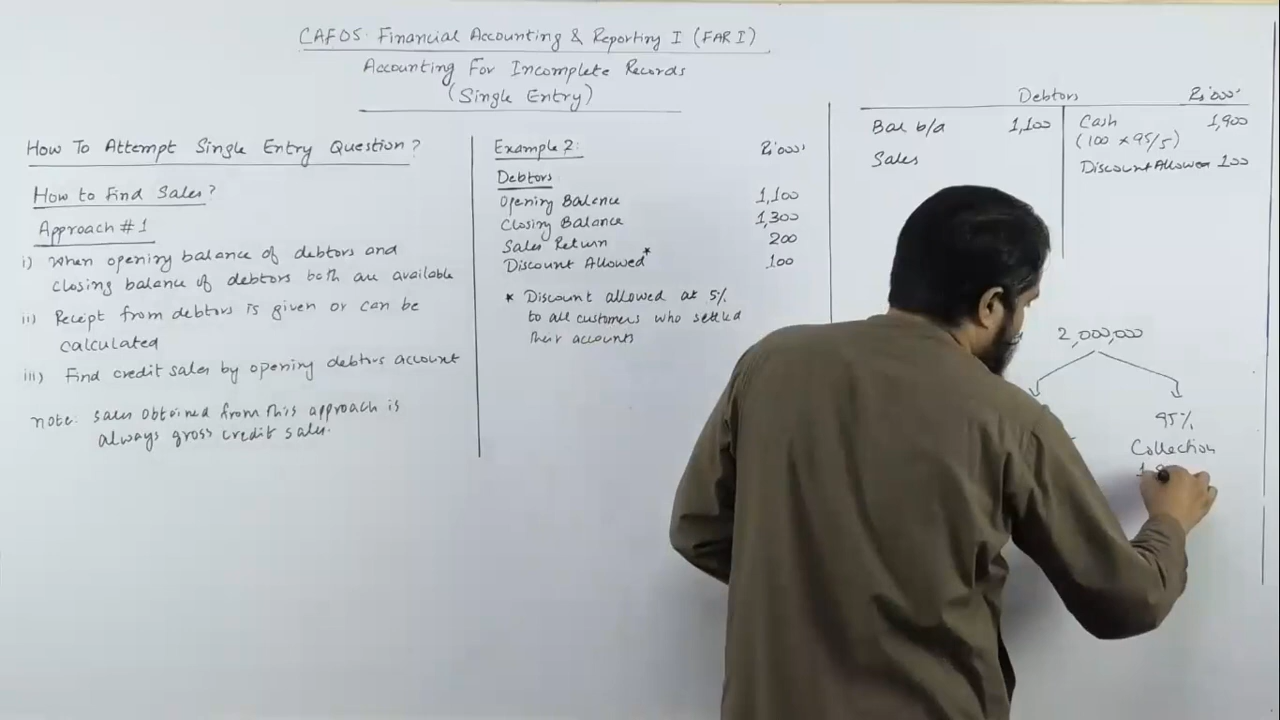 CAF05: Financial Accounting & Reporting I (FAR I)
Accounting For Incomplete Records
(Single Entry)
How To Attempt Single Entry Question?
How to Find Sales?
Approach # 1
i) When opening balance of debtors and
closing balance of debtors both are available
ii) Receipt from debtors is given or can be
calculated
iii) Find credit sales by opening debtors account
Note: Sales obtained from this approach is
always gross credit sales.
Example 2: Rs'000'
Debtors
Opening Balance 1,100
Closing Balance 1,300
Sales Return 200
Discount Allowed* 100
* Discount allowed at 5%
to all customers who settled
their accounts
Debtors Rs'000'
Bal b/d 1,100 Cash 1,900
(100 x 95/5)
Sales Discount Allowed 100
2,000,000
95%
Collection